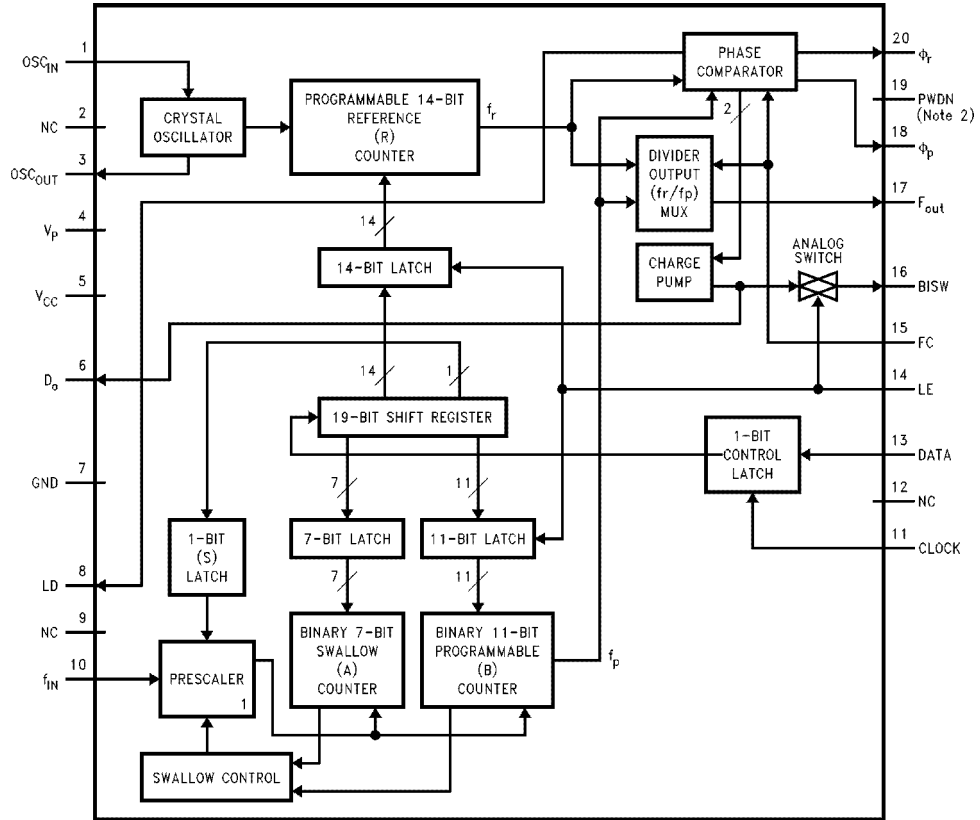 1
OSC_IN
2
NC
3
OSC_OUT
4
V_P
5
V_CC
6
D_o
7
GND
8
LD
9
NC
10
f_IN
CRYSTAL
OSCILLATOR
PROGRAMMABLE 14-BIT
REFERENCE
(R)
COUNTER
f_r
14
14-BIT LATCH
14
1
19-BIT SHIFT REGISTER
7
11
1-BIT
(S)
LATCH
7-BIT LATCH
11-BIT LATCH
7
11
PRESCALER
1
BINARY 7-BIT
SWALLOW
(A)
COUNTER
BINARY 11-BIT
PROGRAMMABLE
(B)
COUNTER
f_p
SWALLOW CONTROL
PHASE
COMPARATOR
2
DIVIDER
OUTPUT
(fr/fp)
MUX
CHARGE
PUMP
ANALOG
SWITCH
1-BIT
CONTROL
LATCH
20
ϕ_r
19
PWDN
(Note 2)
18
ϕ_p
17
F_out
16
BISW
15
FC
14
LE
13
DATA
12
NC
11
CLOCK